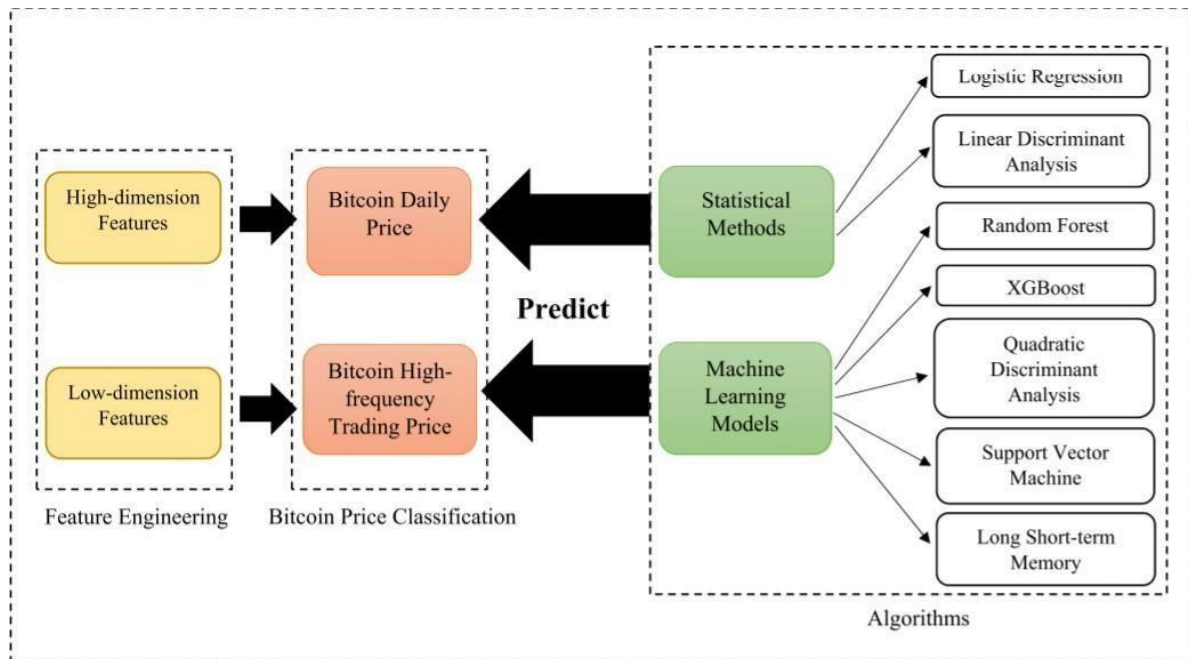 High-dimension
Features
Low-dimension
Features
Feature Engineering
Bitcoin Daily
Price
Bitcoin High-
frequency
Trading Price
Bitcoin Price Classification
Predict
Statistical
Methods
Machine
Learning
Models
Logistic Regression
Linear Discriminant
Analysis
Random Forest
XGBoost
Quadratic
Discriminant
Analysis
Support Vector
Machine
Long Short-term
Memory
Algorithms